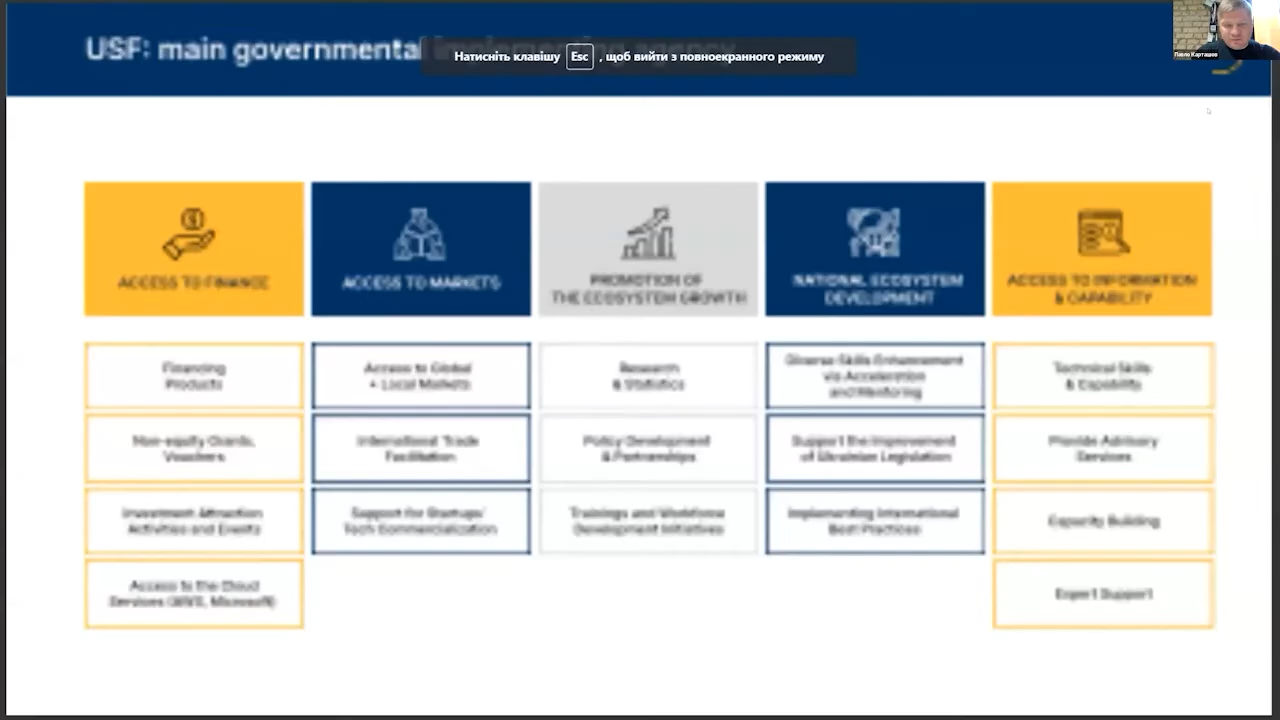 USF: main governmental
Натисніть клавішу Esc , щоб вийти з повноекранного режиму
Павло Карташов
ACCESS TO FINANCE
ACCESS TO MARKETS
PROMOTION OF
THE ECOSYSTEM GROWTH
NATIONAL ECOSYSTEM
DEVELOPMENT
ACCESS TO INFORMATION
& CAPABILITY
Financing
Products
Non-equity Grants,
Vouchers
Investment Attraction
Activities and Events
Access to the Cloud
Services (AWS, Microsoft)
Access to Global
+ Local Markets
International Trade
Facilitation
Support for Startups'
Tech Commercialization
Research
& Statistics
Policy Development
& Partnerships
Trainings and Workforce
Development Initiatives
Diverse Skills Enhancement
via Acceleration
and Mentoring
Support the Improvement
of Ukrainian Legislation
Implementing International
Best Practices
Technical Skills
& Capability
Provide Advisory
Services
Capacity Building
Expert Support